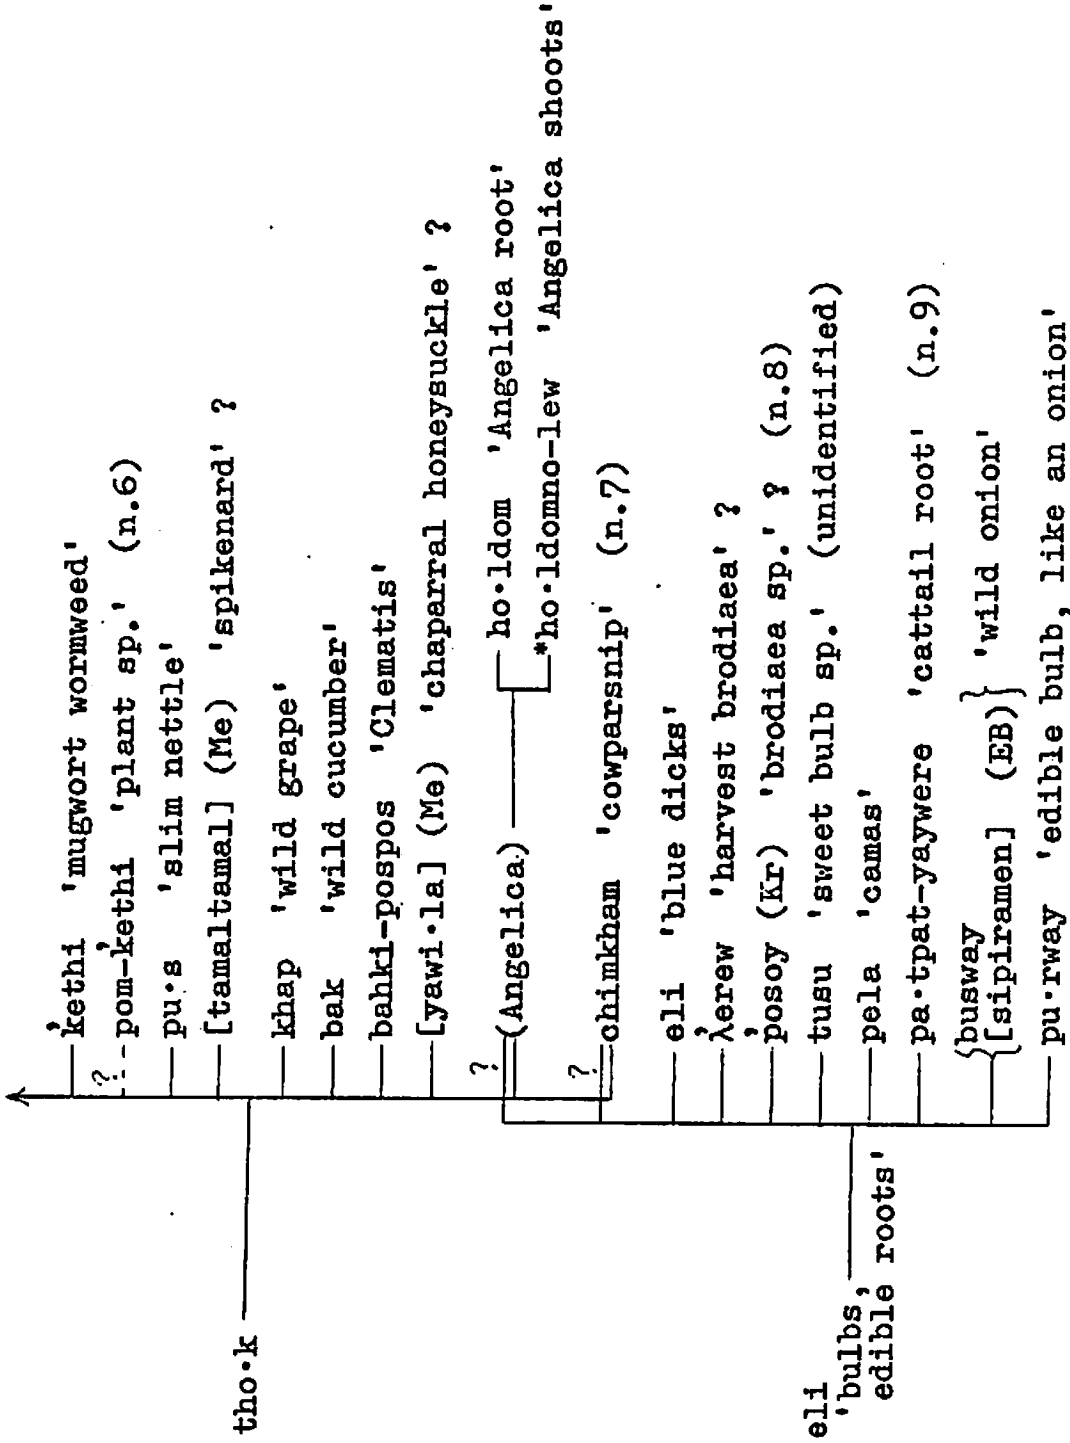 tho·k
k̓ethi 'mugwort wormweed'
? pom-k̓ethi 'plant sp.' (n.6)
pu·s 'slim nettle'
[tamaltamal] (Me) 'spikenard' ?
khap 'wild grape'
bak 'wild cucumber'
bahki-pospos 'Clematis'
[yawi·la] (Me) 'chaparral honeysuckle' ?
? (Angelica)
ho·ldom 'Angelica root'
*ho·ldomno-lew 'Angelica shoots'
? chimkham 'cowparsnip' (n.7)
eli
'bulbs,
edible roots'
eli 'blue dicks'
λ̓erew 'harvest brodiaea' ?
p̓osoy (Kr) 'brodiaea sp.' ? (n.8)
tusu 'sweet bulb sp.' (unidentified)
pela 'camas'
pa·tpat-yaywere 'cattail root' (n.9)
busway
[sipiramen] (EB) 'wild onion'
pu·rway 'edible bulb, like an onion'